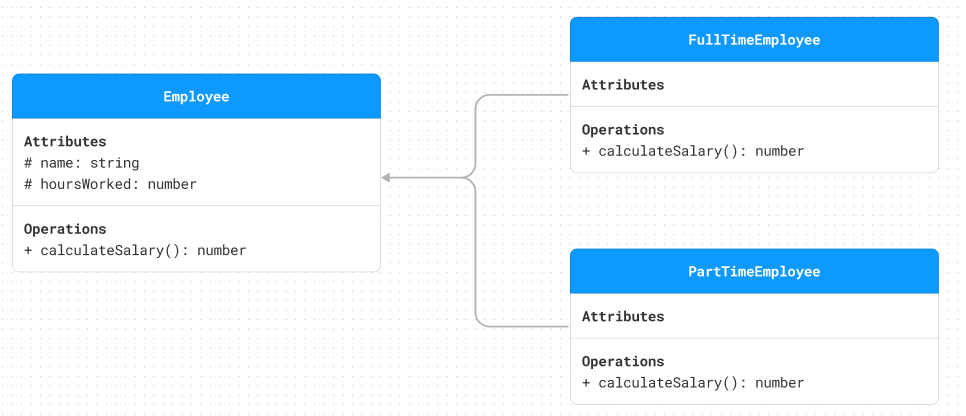 Employee
Attributes
# name: string
# hoursWorked: number
Operations
+ calculateSalary(): number
FullTimeEmployee
Attributes
Operations
+ calculateSalary(): number
PartTimeEmployee
Attributes
Operations
+ calculateSalary(): number